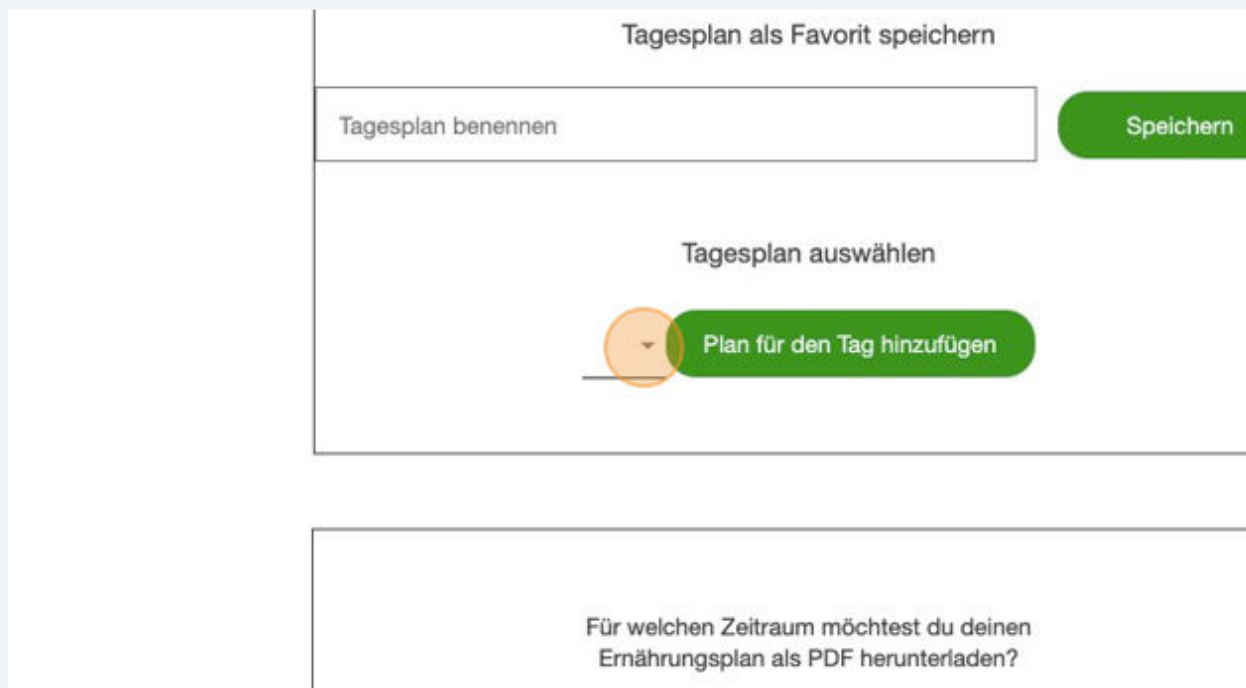 Tagesplan als Favorit speichern
Tagesplan benennen
Speichern
Tagesplan auswählen
Plan für den Tag hinzufügen
Für welchen Zeitraum möchtest du deinen
Ernährungsplan als PDF herunterladen?